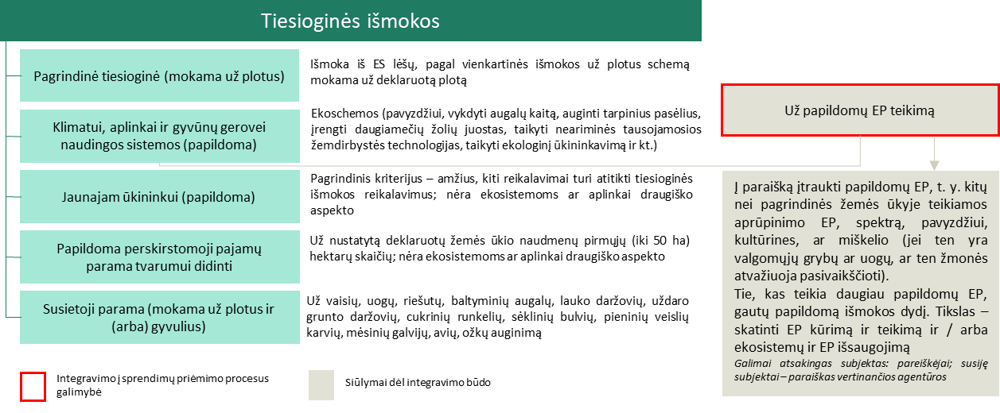 Tiesioginės išmokos
Pagrindinė tiesioginė (mokama už plotus)
Išmoka iš ES lėšų, pagal vienkartinės išmokos už plotus schemą
mokama už deklaruotą plotą
Klimatui, aplinkai ir gyvūnų gerovei
naudingos sistemos (papildoma)
Ekoschemos (pavyzdžiui, vykdyti augalų kaitą, auginti tarpinius pasėlius,
įrengti daugiamečių žolių juostas, taikyti neariminės tausojamosios
žemdirbystės technologijas, taikyti ekologinį ūkininkavimą ir kt.)
Jaunajam ūkininkui (papildoma)
Pagrindinis kriterijus – amžius, kiti reikalavimai turi atitikti tiesioginės
išmokos reikalavimus; nėra ekosistemoms ar aplinkai draugiško
aspekto
Papildoma perskirstomoji pajamų
parama tvarumui didinti
Už nustatytą deklaruotų žemės ūkio naudmenų pirmųjų (iki 50 ha)
hektarų skaičių; nėra ekosistemoms ar aplinkai draugiško aspekto
Susietoji parama (mokama už plotus ir
(arba) gyvulius)
Už vaisių, uogų, riešutų, baltyminių augalų, lauko daržovių, uždaro
grunto daržovių, cukrinių runkelių, sėklinių bulvių, pieninių veislių
karvių, mėsinių galvijų, avių, ožkų auginimą
Už papildomų EP teikimą
Į paraišką įtraukti papildomų EP, t. y. kitų
nei pagrindinės žemės ūkyje teikiamos
aprūpinimo EP, spektrą, pavyzdžiui,
kultūrines, ar miškelio (jei ten yra
valgomųjų grybų ar uogų, ar ten žmonės
atvažiuoja pasivaikščioti).
Tie, kas teikia daugiau papildomų EP,
gautų papildomą išmokos dydį. Tikslas –
skatinti EP kūrimą ir teikimą ir / arba
ekosistemų ir EP išsaugojimą
Galimai atsakingas subjektas: pareiškėjai; susiję
subjektai – paraiškas vertinančios agentūros
Integravimo į sprendimų priėmimo procesus
galimybė
Siūlymai dėl integravimo būdo